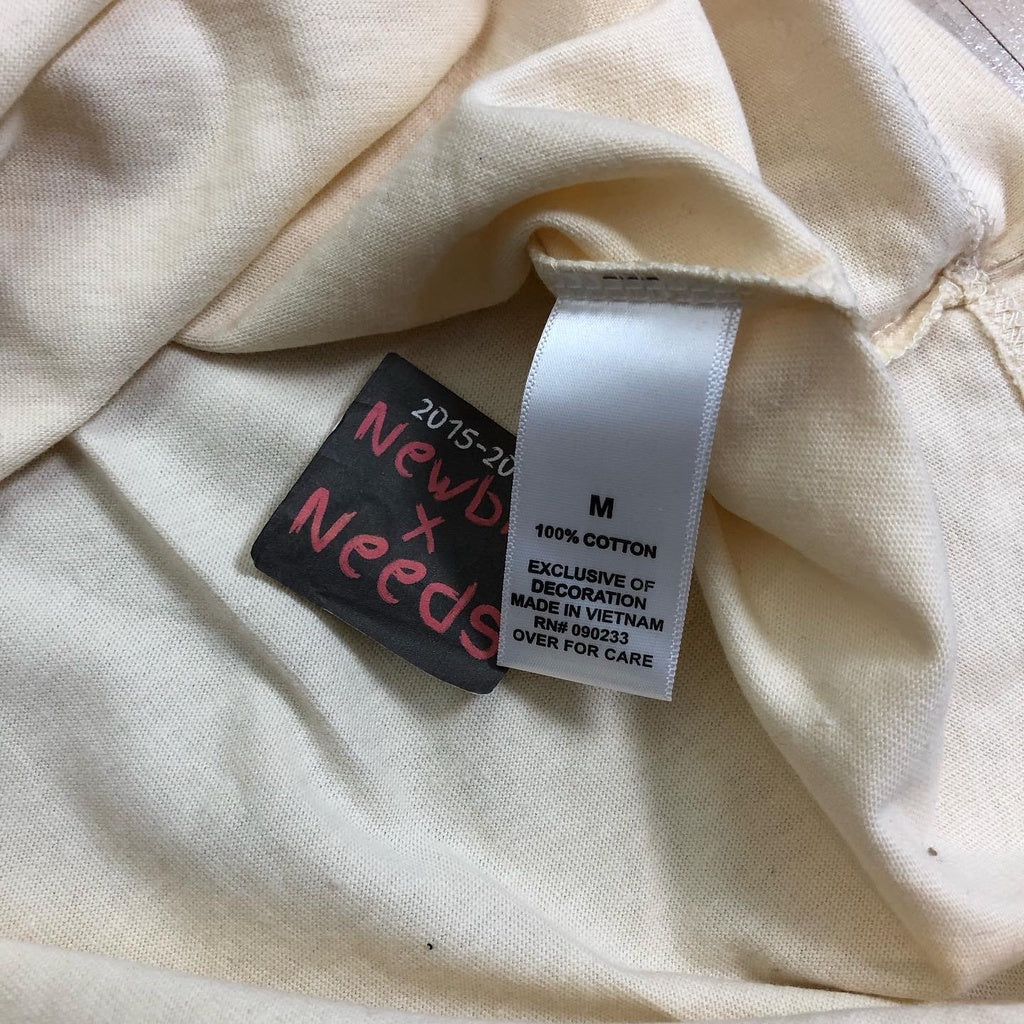 2015-20
Newb
x
Needs
M
100% COTTON
EXCLUSIVE OF
DECORATION
MADE IN VIETNAM
RN# 090233
OVER FOR CARE